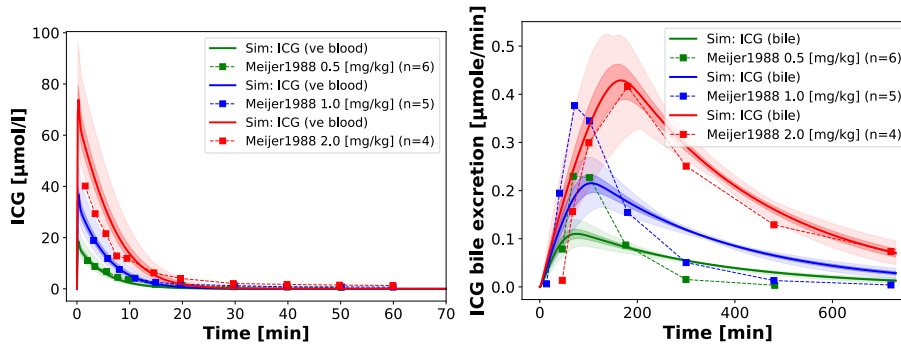 100
80
60
40
20
0
ICG [μmol/l]
0 10 20 30 40 50 60 70
Time [min]
Sim: ICG (ve blood)
Meijer1988 0.5 [mg/kg] (n=6)
Sim: ICG (ve blood)
Meijer1988 1.0 [mg/kg] (n=5)
Sim: ICG (ve blood)
Meijer1988 2.0 [mg/kg] (n=4)
ICG bile excretion [μmole/min]
0.5
0.4
0.3
0.2
0.1
0.0
0 200 400 600
Time [min]
Sim: ICG (bile)
Meijer1988 0.5 [mg/kg] (n=6)
Sim: ICG (bile)
Meijer1988 1.0 [mg/kg] (n=5)
Sim: ICG (bile)
Meijer1988 2.0 [mg/kg] (n=4)